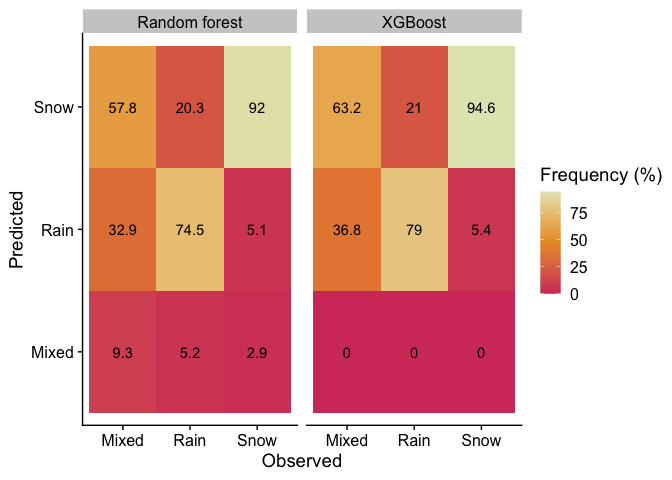 Random forest XGBoost
Snow 57.8 20.3 92 63.2 21 94.6
Frequency (%)
75
50
25
0
Rain 32.9 74.5 5.1 36.8 79 5.4
Mixed 9.3 5.2 2.9 0 0 0
Predicted
Mixed Rain Snow Mixed Rain Snow
Observed